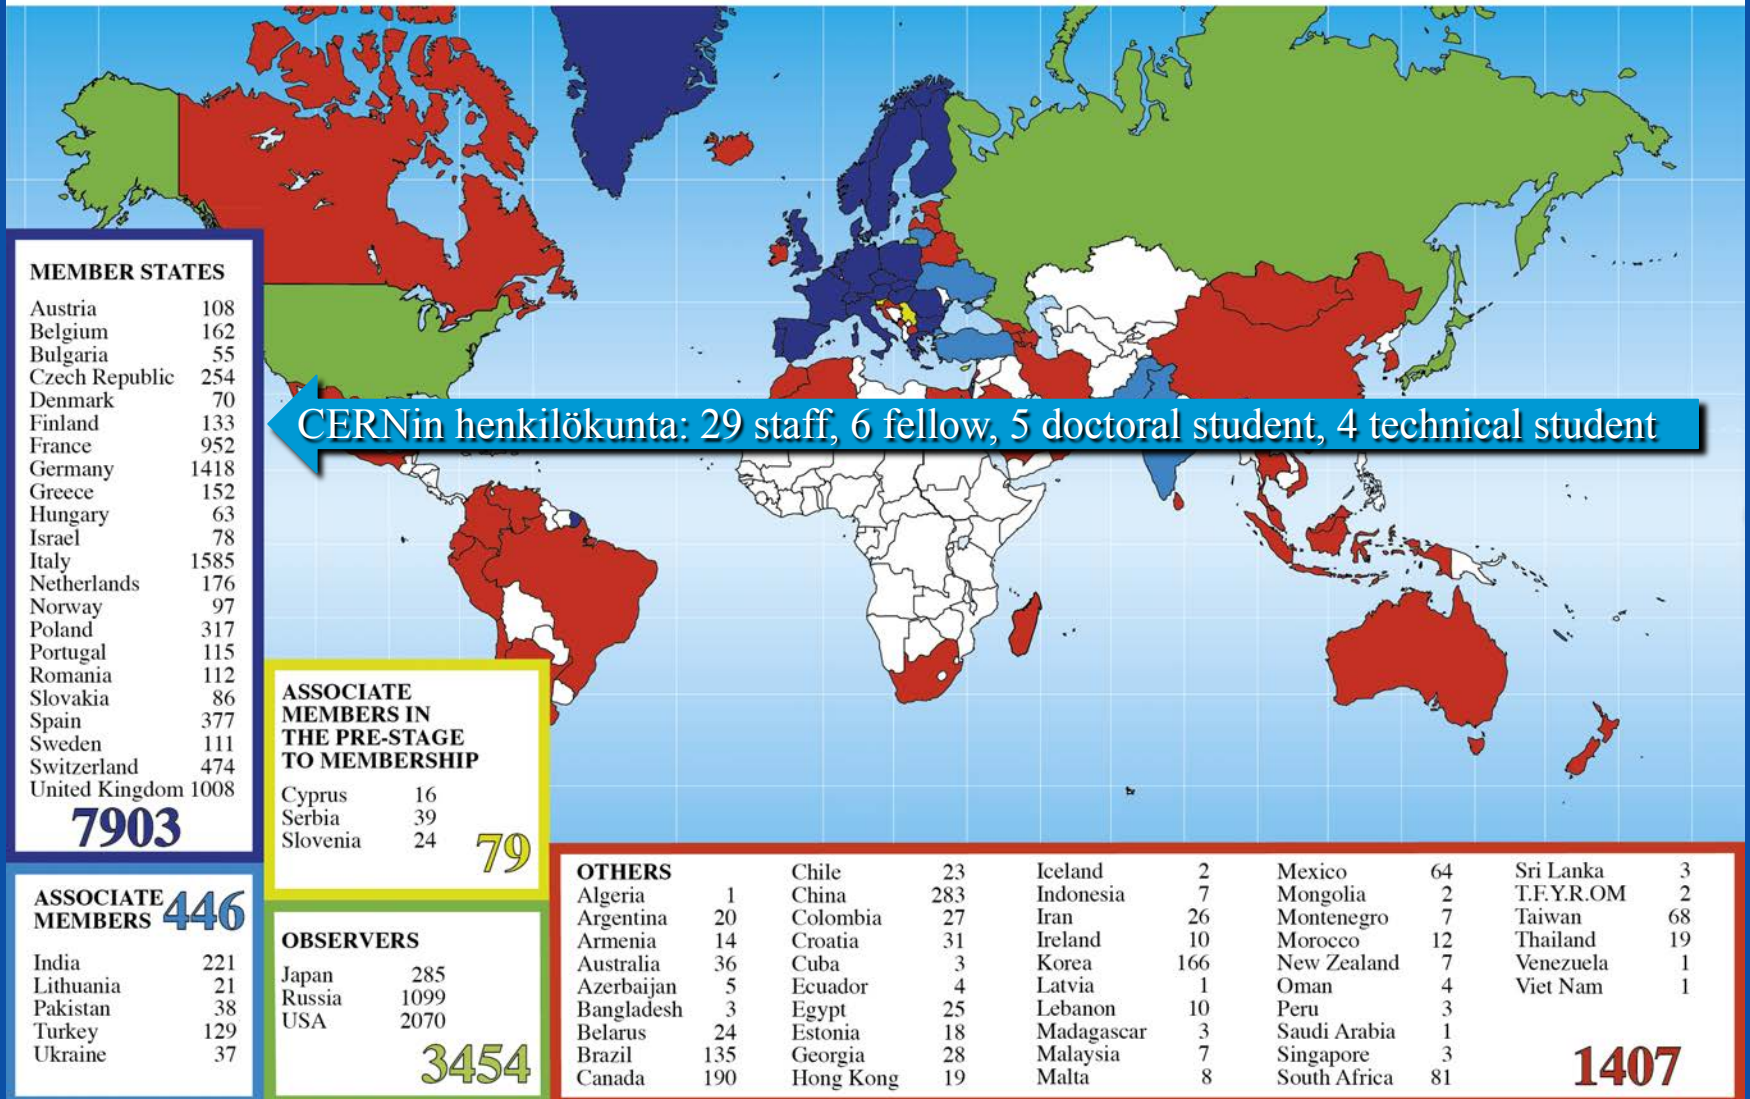 MEMBER STATES
Austria 108
Belgium 162
Bulgaria 55
Czech Republic 254
Denmark 70
Finland 133
France 952
Germany 1418
Greece 152
Hungary 63
Israel 78
Italy 1585
Netherlands 176
Norway 97
Poland 317
Portugal 115
Romania 112
Slovakia 86
Spain 377
Sweden 111
Switzerland 474
United Kingdom 1008
7903
CERNin henkilökunta: 29 staff, 6 fellow, 5 doctoral student, 4 technical student
ASSOCIATE
MEMBERS IN
THE PRE-STAGE
TO MEMBERSHIP
Cyprus 16
Serbia 39
Slovenia 24
79
ASSOCIATE
MEMBERS
446
India 221
Lithuania 21
Pakistan 38
Turkey 129
Ukraine 37
OBSERVERS
Japan 285
Russia 1099
USA 2070
3454
OTHERS
Algeria 1
Argentina 20
Armenia 14
Australia 36
Azerbaijan 5
Bangladesh 3
Belarus 24
Brazil 135
Canada 190
Chile 23
China 283
Colombia 27
Croatia 31
Cuba 3
Ecuador 4
Egypt 25
Estonia 18
Georgia 28
Hong Kong 19
Iceland 2
Indonesia 7
Iran 26
Ireland 10
Korea 166
Latvia 1
Lebanon 10
Madagascar 3
Malaysia 7
Malta 8
Mexico 64
Mongolia 2
Montenegro 7
Morocco 12
New Zealand 7
Oman 4
Peru 3
Saudi Arabia 1
Singapore 3
South Africa 81
Sri Lanka 3
T.F.Y.R.OM 2
Taiwan 68
Thailand 19
Venezuela 1
Viet Nam 1
1407